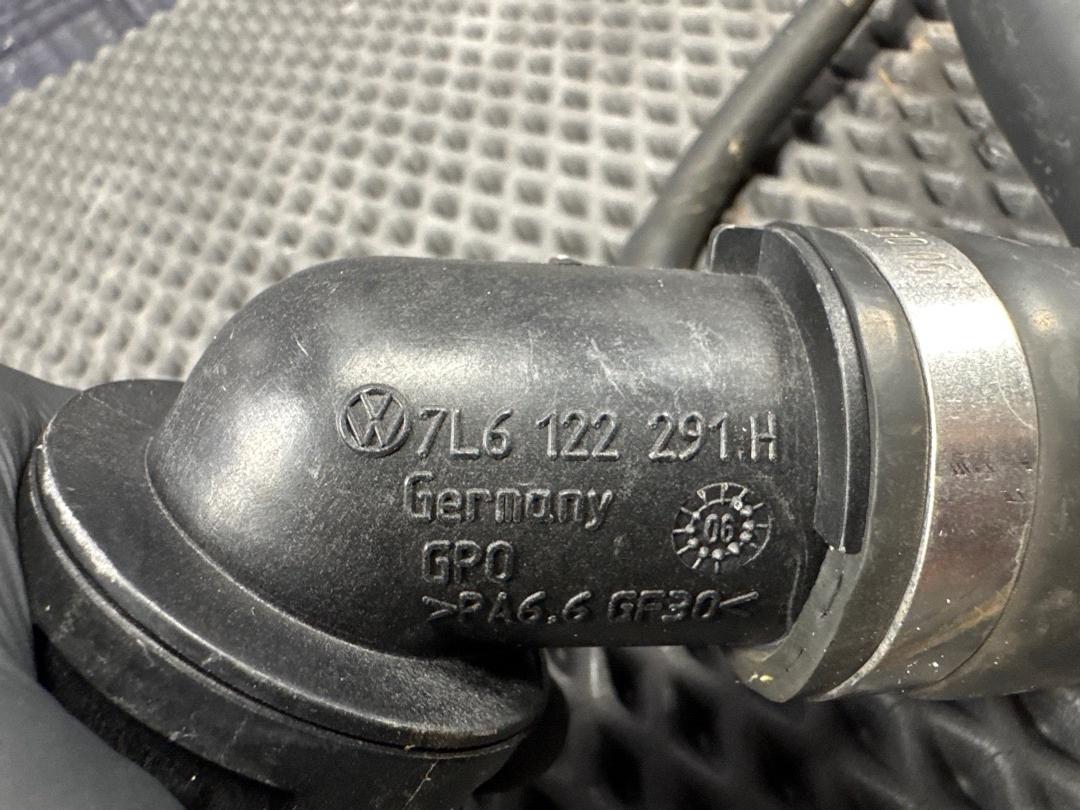 7L6 122 291 H
Germany
06
GPO
>PA6.6 GF30<